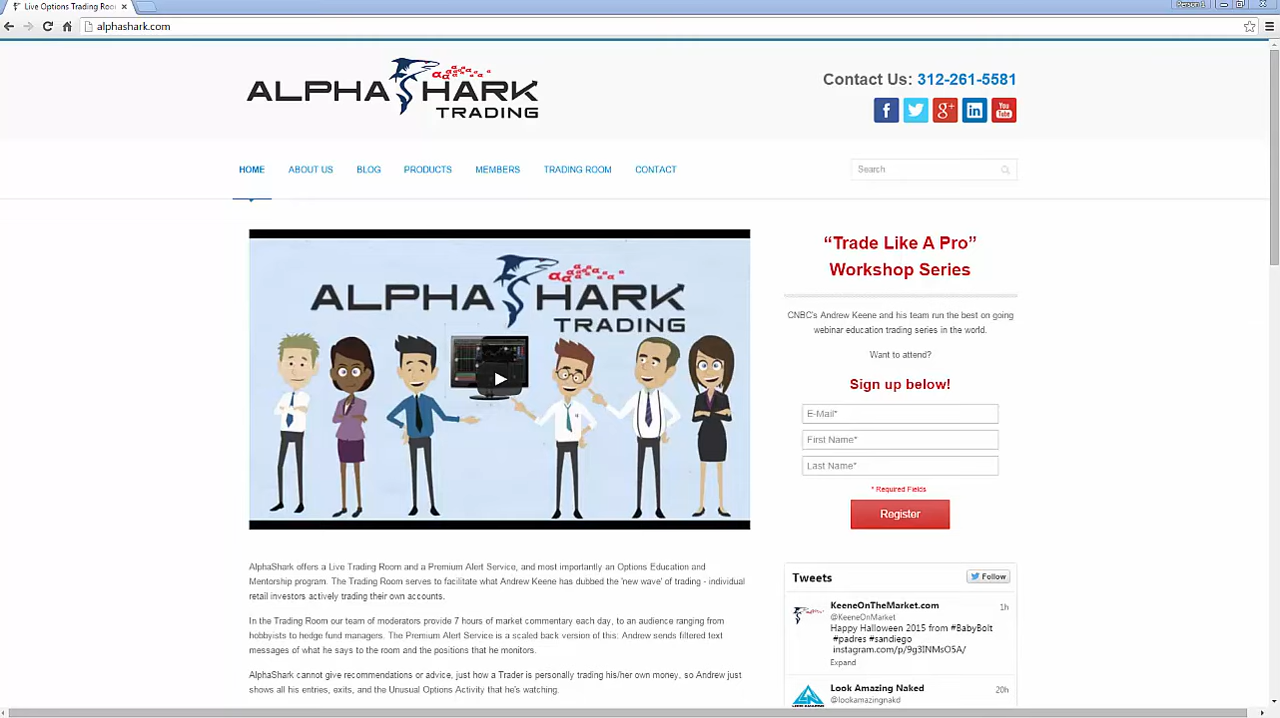 Live Options Trading Roo
Person 1
alphashark.com
ALPHASHARK
TRADING
Contact Us: 312-261-5581
HOME
ABOUT US
BLOG
PRODUCTS
MEMBERS
TRADING ROOM
CONTACT
Search
ALPHASHARK
TRADING
“Trade Like A Pro”
Workshop Series
CNBC's Andrew Keene and his team run the best on going
webinar education trading series in the world.
Want to attend?
Sign up below!
E-Mail*
First Name*
Last Name*
* Required Fields
Register
AlphaShark offers a Live Trading Room and a Premium Alert Service, and most importantly an Options Education and
Mentorship program. The Trading Room serves to facilitate what Andrew Keene has dubbed the 'new wave' of trading - individual
retail investors actively trading their own accounts.
In the Trading Room our team of moderators provide 7 hours of market commentary each day, to an audience ranging from
hobbyists to hedge fund managers. The Premium Alert Service is a scaled back version of this: Andrew sends filtered text
messages of what he says to the room and the positions that he monitors.
AlphaShark cannot give recommendations or advice, just how a Trader is personally trading his/her own money, so Andrew just
shows all his entries, exits, and the Unusual Options Activity that he's watching.
Tweets
Follow
KeeneOnTheMarket.com
1h
@KeeneOnMarket
Happy Halloween 2015 from #BabyBolt
#padres #sandiego
instagram.com/p/9g3INMsO5A/
Expand
Look Amazing Naked
20h
@lookamazingnakd